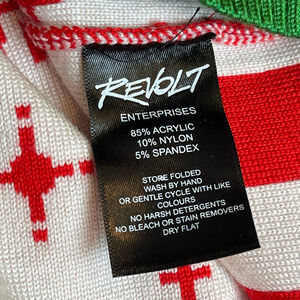 REVOLT
ENTERPRISES
85% ACRYLIC
10% NYLON
5% SPANDEX
STORE FOLDED
WASH BY HAND
OR GENTLE CYCLE WITH LIKE
COLOURS
NO HARSH DETERGENTS
NO BLEACH OR STAIN REMOVERS
DRY FLAT